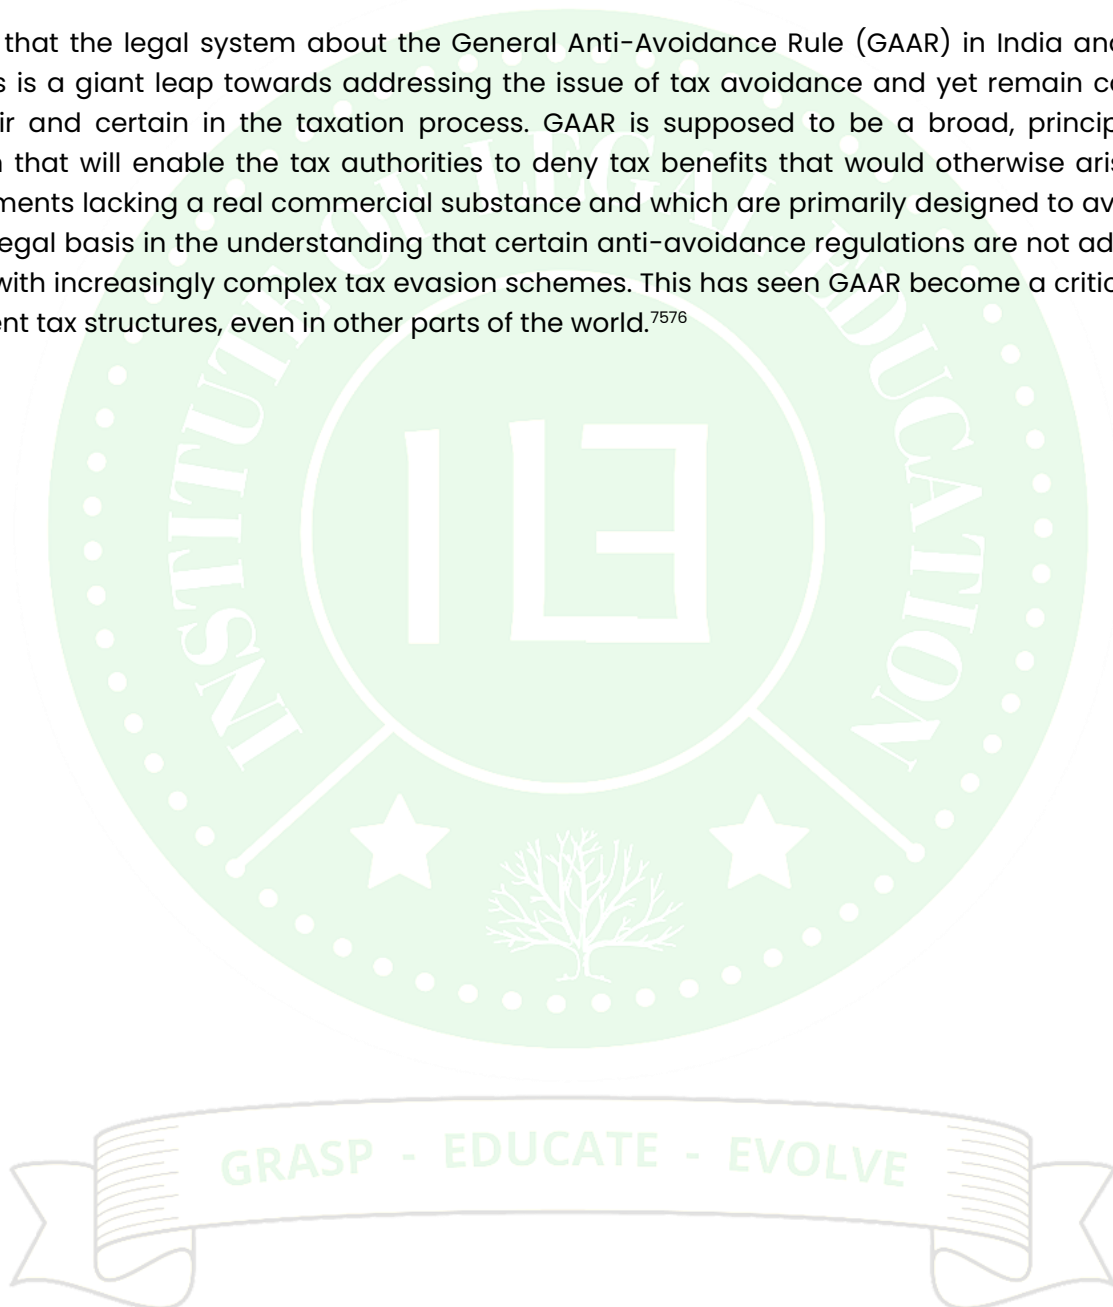 that the legal system about the General Anti-Avoidance Rule (GAAR) in India and
s is a giant leap towards addressing the issue of tax avoidance and yet remain co
ir and certain in the taxation process. GAAR is supposed to be a broad, princip
n that will enable the tax authorities to deny tax benefits that would otherwise aris
ments lacking a real commercial substance and which are primarily designed to av
egal basis in the understanding that certain anti-avoidance regulations are not ad
with increasingly complex tax evasion schemes. This has seen GAAR become a critic
ent tax structures, even in other parts of the world.7576
INSTITUTE OF LEGAL EDUCATION
ILE
GRASP - EDUCATE - EVOLVE